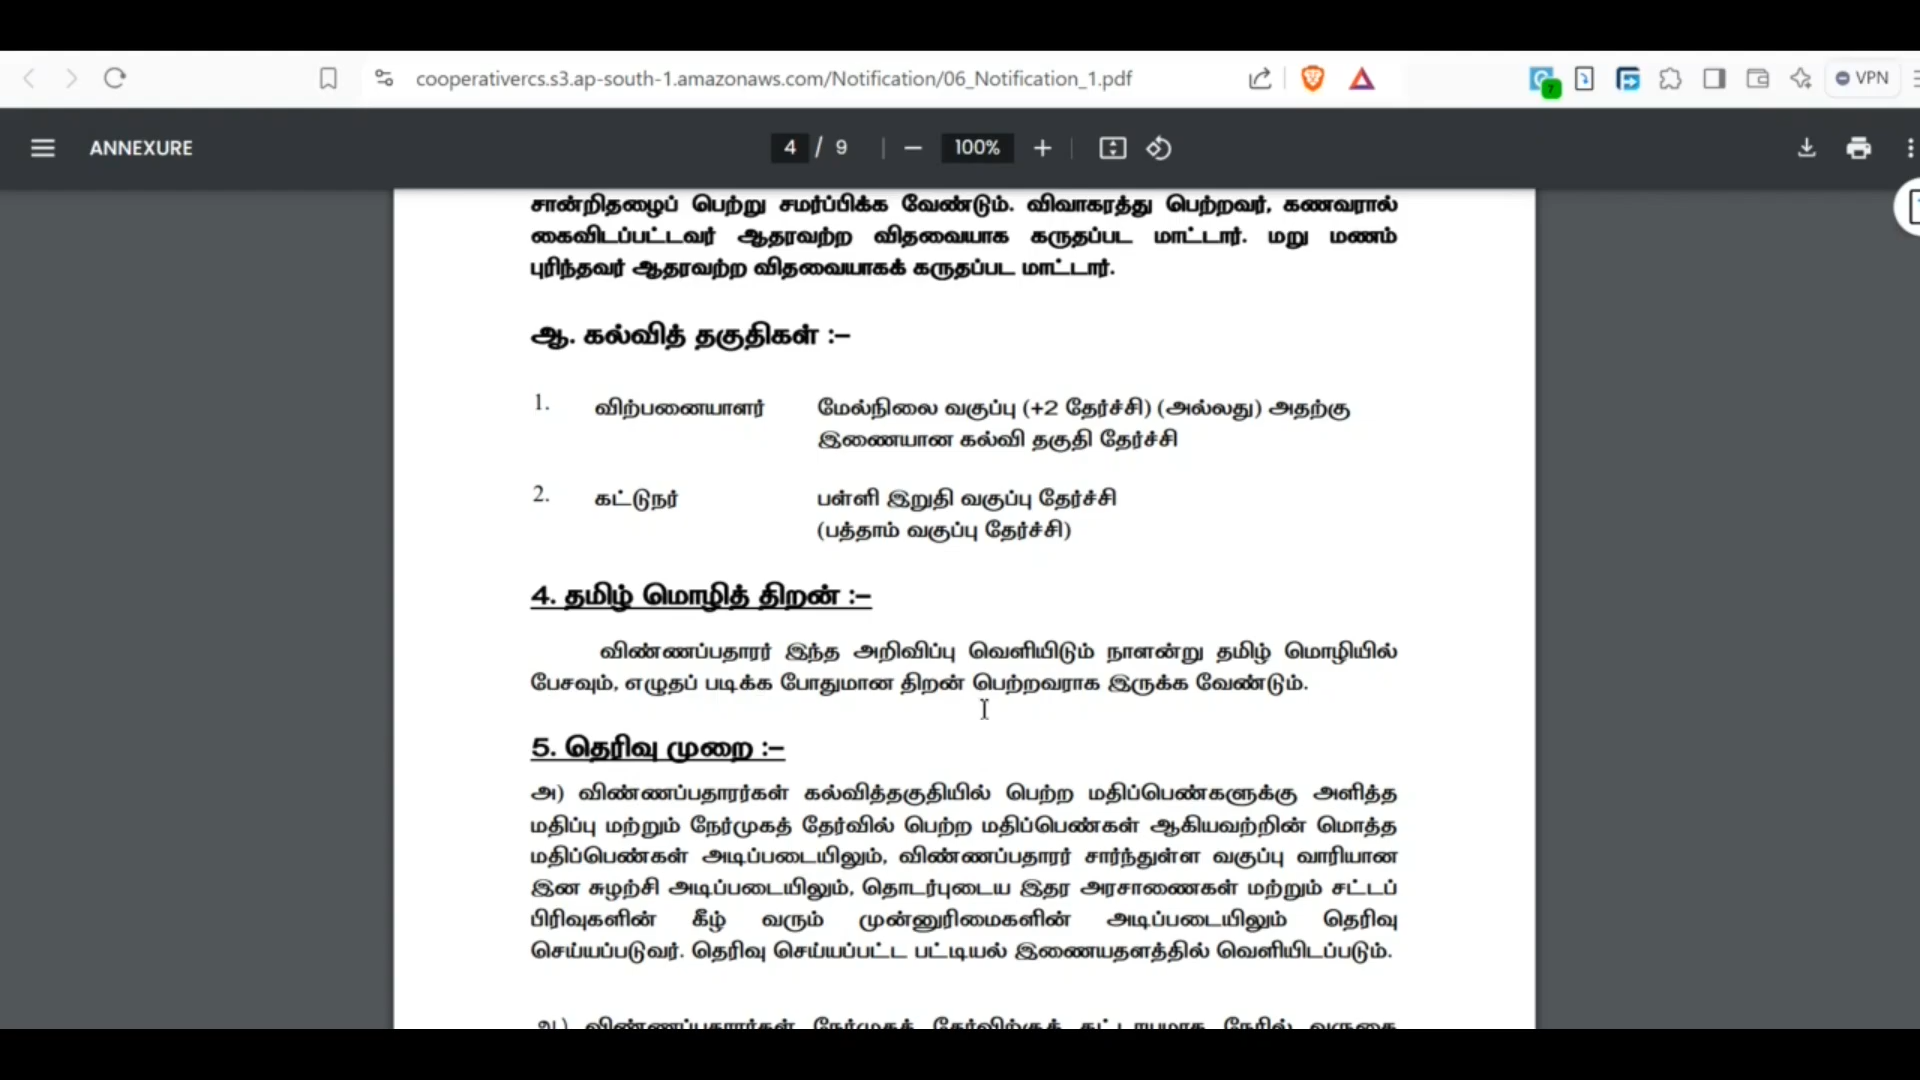 cooperativercs.s3.ap-south-1.amazonaws.com/Notification/06_Notification_1.pdf
7
VPN
ANNEXURE
4 / 9
100%
சான்றிதழைப் பெற்று சமர்ப்பிக்க வேண்டும். விவாகரத்து பெற்றவர், கணவரால்
கைவிடப்பட்டவர் ஆதரவற்ற விதவையாக கருதப்பட மாட்டார். மறு மணம்
புரிந்தவர் ஆதரவற்ற விதவையாகக் கருதப்பட மாட்டார்.
ஆ. கல்வித் தகுதிகள் :-
1. விற்பனையாளர் மேல்நிலை வகுப்பு (+2 தேர்ச்சி) (அல்லது) அதற்கு
இணையான கல்வி தகுதி தேர்ச்சி
2. கட்டுநர் பள்ளி இறுதி வகுப்பு தேர்ச்சி
(பத்தாம் வகுப்பு தேர்ச்சி)
4. தமிழ் மொழித் திறன் :-
விண்ணப்பதாரர் இந்த அறிவிப்பு வெளியிடும் நாளன்று தமிழ் மொழியில்
பேசவும், எழுதப் படிக்க போதுமான திறன் பெற்றவராக இருக்க வேண்டும்.
5. தெரிவு முறை :-
அ) விண்ணப்பதாரர்கள் கல்வித்தகுதியில் பெற்ற மதிப்பெண்களுக்கு அளித்த
மதிப்பு மற்றும் நேர்முகத் தேர்வில் பெற்ற மதிப்பெண்கள் ஆகியவற்றின் மொத்த
மதிப்பெண்கள் அடிப்படையிலும், விண்ணப்பதாரர் சார்ந்துள்ள வகுப்பு வாரியான
இன சுழற்சி அடிப்படையிலும், தொடர்புடைய இதர அரசாணைகள் மற்றும் சட்டப்
பிரிவுகளின் கீழ் வரும் முன்னுரிமைகளின் அடிப்படையிலும் தெரிவு
செய்யப்படுவர். தெரிவு செய்யப்பட்ட பட்டியல் இணையதளத்தில் வெளியிடப்படும்.